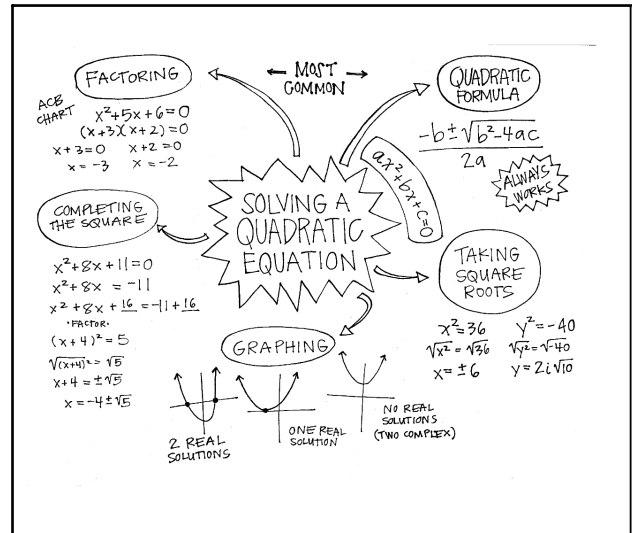 ← MOST →
COMMON
FACTORING
ACB
CHART
x²+5x+6=0
(x+3)(x+2)=0
x+3=0 x+2=0
x=-3 x=-2
QUADRATIC
FORMULA
-b±√b²-4ac
2a
ALWAYS
WORKS
ax²+bx+c=0
SOLVING A
QUADRATIC
EQUATION
COMPLETING
THE SQUARE
x²+8x+11=0
x²+8x = -11
x²+8x+16=-11+16
•FACTOR•
(x+4)²=5
√(x+4)²=√5
x+4=±√5
x=-4±√5
TAKING
SQUARE
ROOTS
x²=36 y²=-40
√x²=√36 √y²=√-40
x=±6 y=2i√10
GRAPHING
2 REAL
SOLUTIONS
ONE REAL
SOLUTION
NO REAL
SOLUTIONS
(TWO COMPLEX)